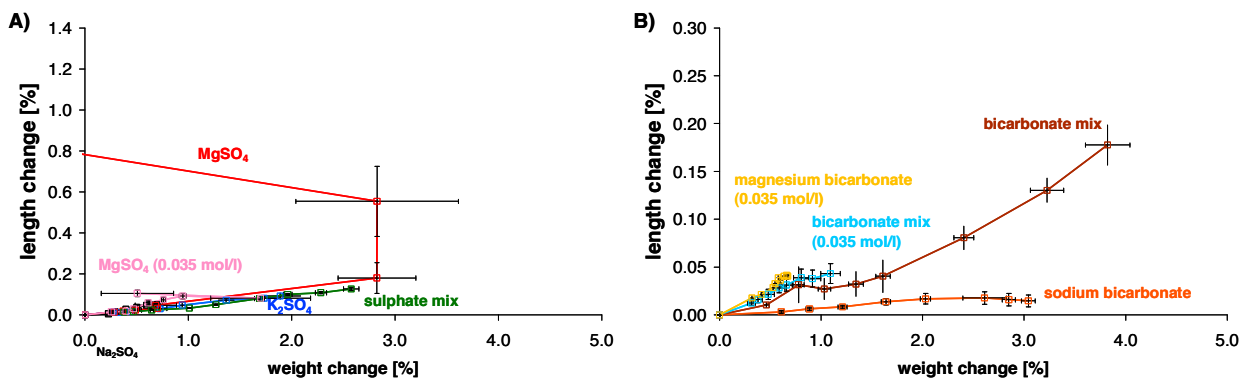 A)
length change [%]
1.4
1.2
1.0
0.8
0.6
0.4
0.2
0.0
MgSO₄
MgSO₄ (0.035 mol/l)
K₂SO₄
sulphate mix
Na₂SO₄
0.0 1.0 2.0 3.0 4.0 5.0
weight change [%]
B)
length change [%]
0.30
0.25
0.20
0.15
0.10
0.05
0.00
bicarbonate mix
magnesium bicarbonate
(0.035 mol/l)
bicarbonate mix
(0.035 mol/l)
sodium bicarbonate
0.0 1.0 2.0 3.0 4.0 5.0
weight change [%]